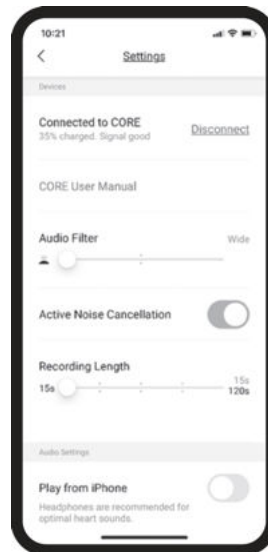 10:21
Settings
Devices
Connected to CORE
35% charged. Signal good
Disconnect
CORE User Manual
Audio Filter
Wide
Active Noise Cancellation
Recording Length
15s
15s
120s
Audio Settings
Play from iPhone
Headphones are recommended for
optimal heart sounds.